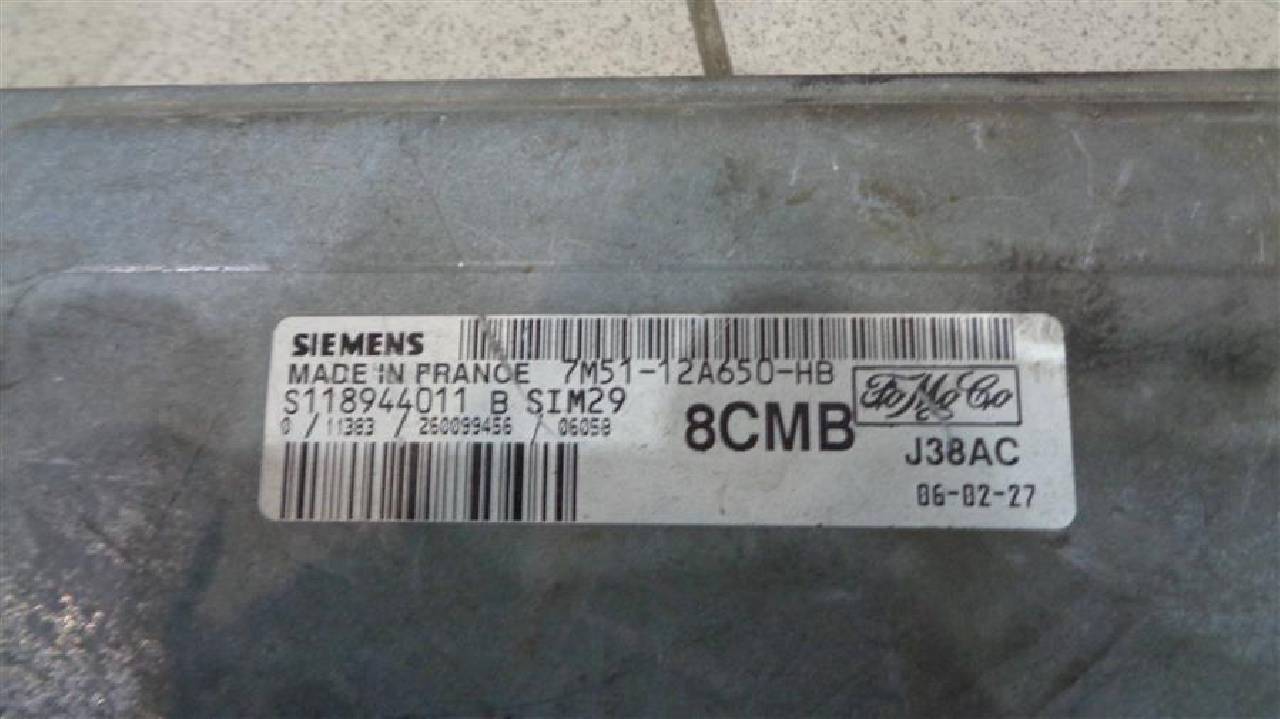 SIEMENS
MADE IN FRANCE 7M51-12A650-HB
S118944011 B SIM29
0 / 11383 / 260099456 / 06058
8CMB
FoMoCo
J38AC
06-02-27